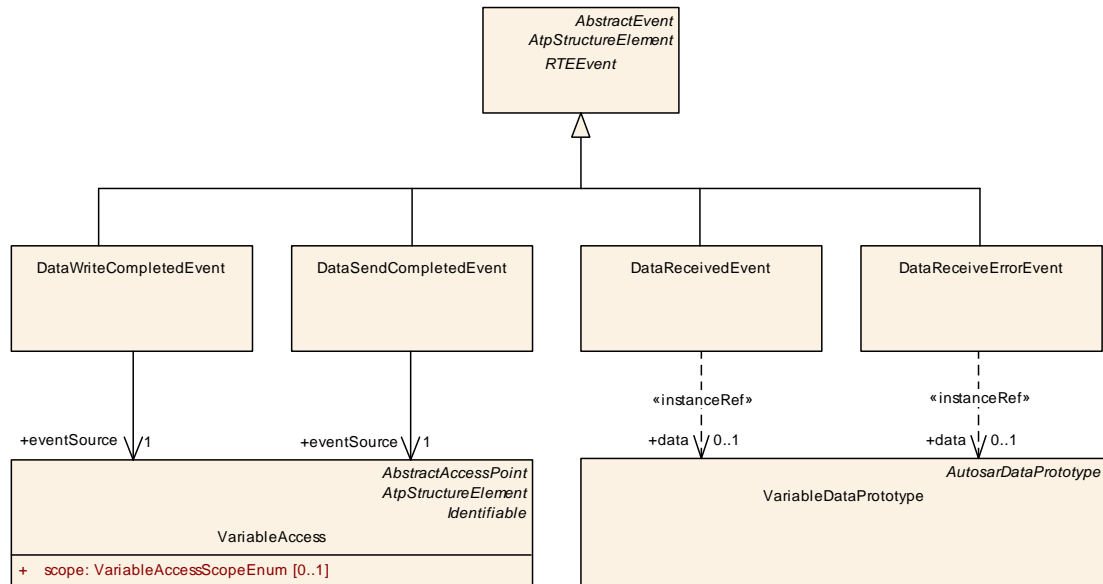 AbstractEvent
AtpStructureElement
RTEEvent
DataWriteCompletedEvent
DataSendCompletedEvent
DataReceivedEvent
DataReceiveErrorEvent
«instanceRef»
«instanceRef»
+eventSource 1
+eventSource 1
+data 0..1
+data 0..1
AbstractAccessPoint
AtpStructureElement
Identifiable
VariableAccess
+ scope: VariableAccessScopeEnum [0..1]
AutosarDataPrototype
VariableDataPrototype